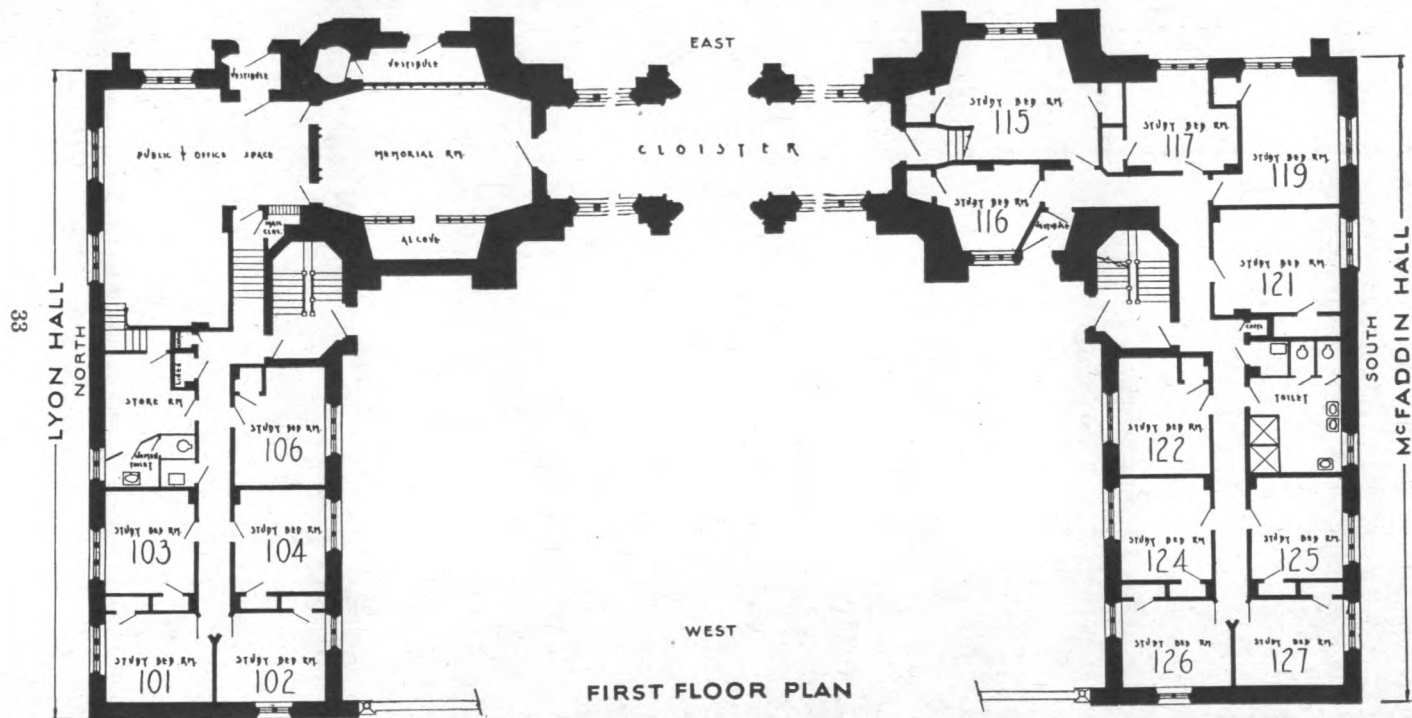 EAST
VESTIBULE
VESTIBULE
PUBLIC & OFFICE SPACE
MEMORIAL RM.
CLOISTER
STUDY BED RM.
115
STUDY BED RM.
117
STUDY BED RM.
119
STUDY BED RM.
116
VESTIBULE
ALCOVE
STUDY BED RM.
121
LYON HALL
NORTH
33
SOUTH
McFADDIN HALL
STORE RM.
TOILET
STUDY BED RM.
106
WOMENS
TOILET
STUDY BED RM.
122
STUDY BED RM.
103
STUDY BED RM.
104
STUDY BED RM.
124
STUDY BED RM.
125
STUDY BED RM.
101
STUDY BED RM.
102
WEST
STUDY BED RM.
126
STUDY BED RM.
127
FIRST FLOOR PLAN